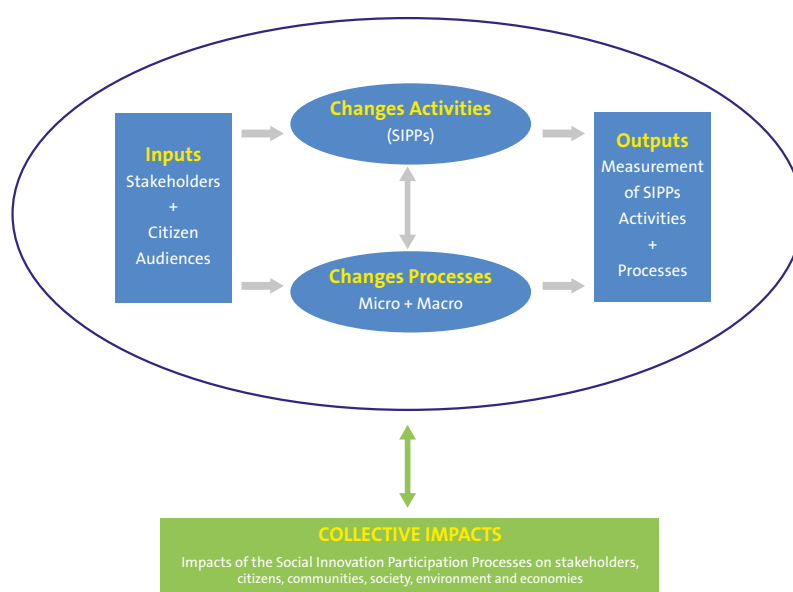 Changes Activities
(SIPPs)
Inputs
Stakeholders
+
Citizen
Audiences
Outputs
Measurement
of SIPPs
Activities
+
Processes
Changes Processes
Micro + Macro
COLLECTIVE IMPACTS
Impacts of the Social Innovation Participation Processes on stakeholders,
citizens, communities, society, environment and economies